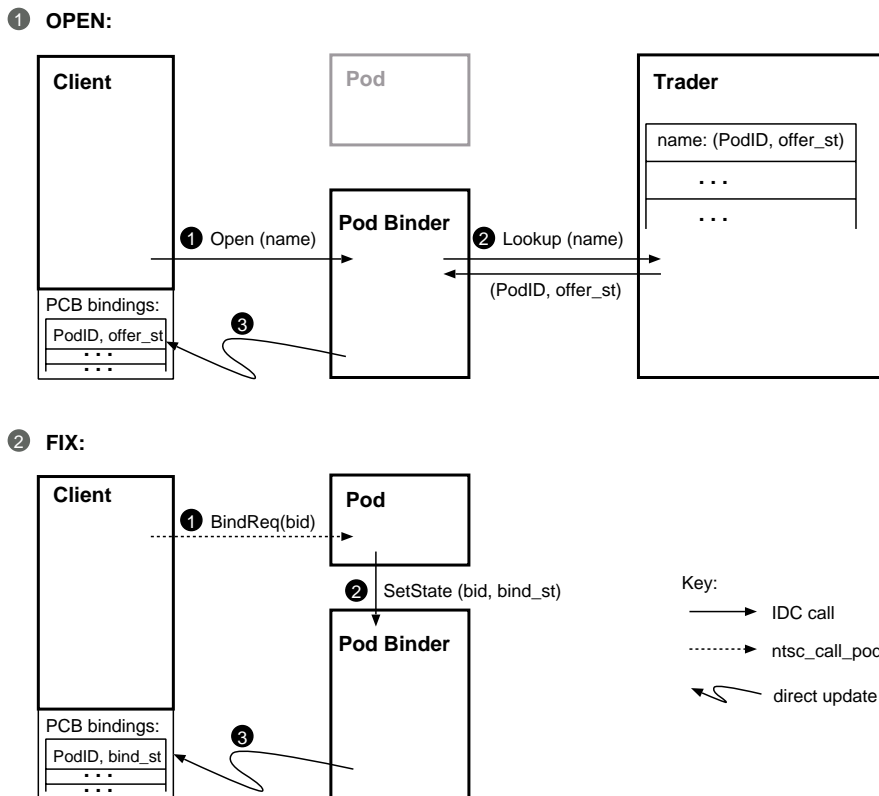 1 OPEN:
Client
Pod
Trader
name: (PodID, offer_st)
...
...
Pod Binder
1 Open (name)
2 Lookup (name)
(PodID, offer_st)
PCB bindings:
PodID, offer_st
...
...
3
2 FIX:
Client
Pod
1 BindReq(bid)
2 SetState (bid, bind_st)
Pod Binder
PCB bindings:
PodID, bind_st
...
...
3
Key:
IDC call
ntsc_call_pod
direct update